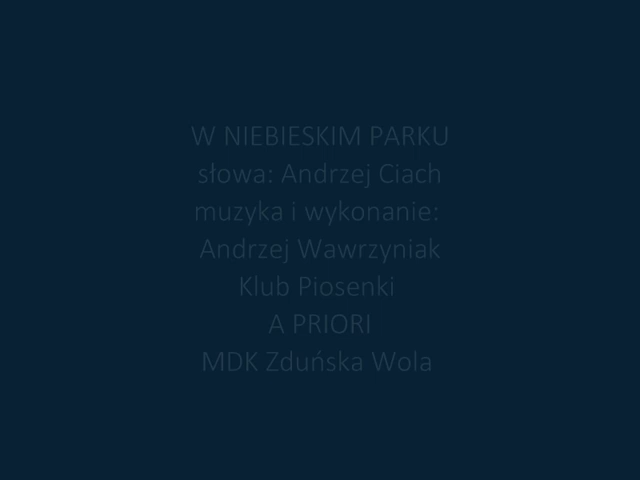 W NIEBIESKIM PARKU
słowa: Andrzej Ciach
muzyka i wykonanie:
Andrzej Wawrzyniak
Klub Piosenki
A PRIORI
MDK Zduńska Wola